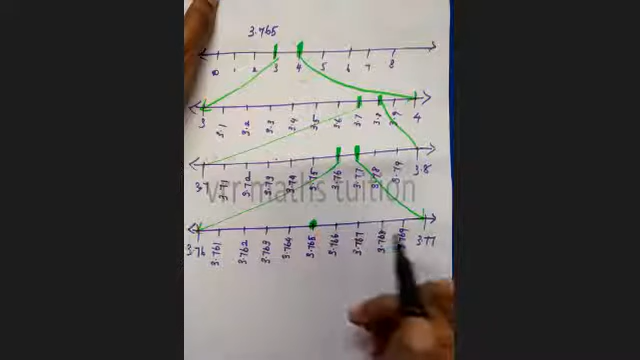 3.765
0 1 2 3 4 5 6 7 8
3 3.1 3.2 3.3 3.4 3.5 3.6 3.7 3.8 3.9 4
3.7 3.71 3.72 3.73 3.74 3.75 3.76 3.77 3.78 3.79 3.8
vcr maths tuition
3.76 3.761 3.762 3.763 3.764 3.765 3.766 3.767 3.768 3.769 3.77